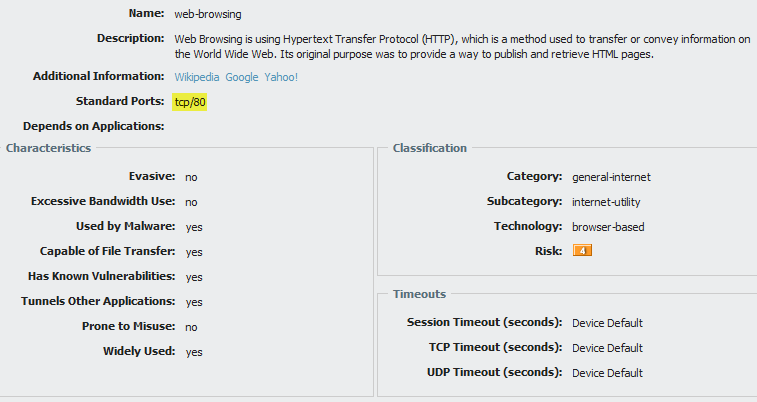 Name: web-browsing
Description: Web Browsing is using Hypertext Transfer Protocol (HTTP), which is a method used to transfer or convey information on
the World Wide Web. Its original purpose was to provide a way to publish and retrieve HTML pages.
Additional Information: Wikipedia Google Yahoo!
Standard Ports: tcp/80
Depends on Applications:
Characteristics
Evasive: no
Excessive Bandwidth Use: no
Used by Malware: yes
Capable of File Transfer: yes
Has Known Vulnerabilities: yes
Tunnels Other Applications: yes
Prone to Misuse: no
Widely Used: yes
Classification
Category: general-internet
Subcategory: internet-utility
Technology: browser-based
Risk: 4
Timeouts
Session Timeout (seconds): Device Default
TCP Timeout (seconds): Device Default
UDP Timeout (seconds): Device Default